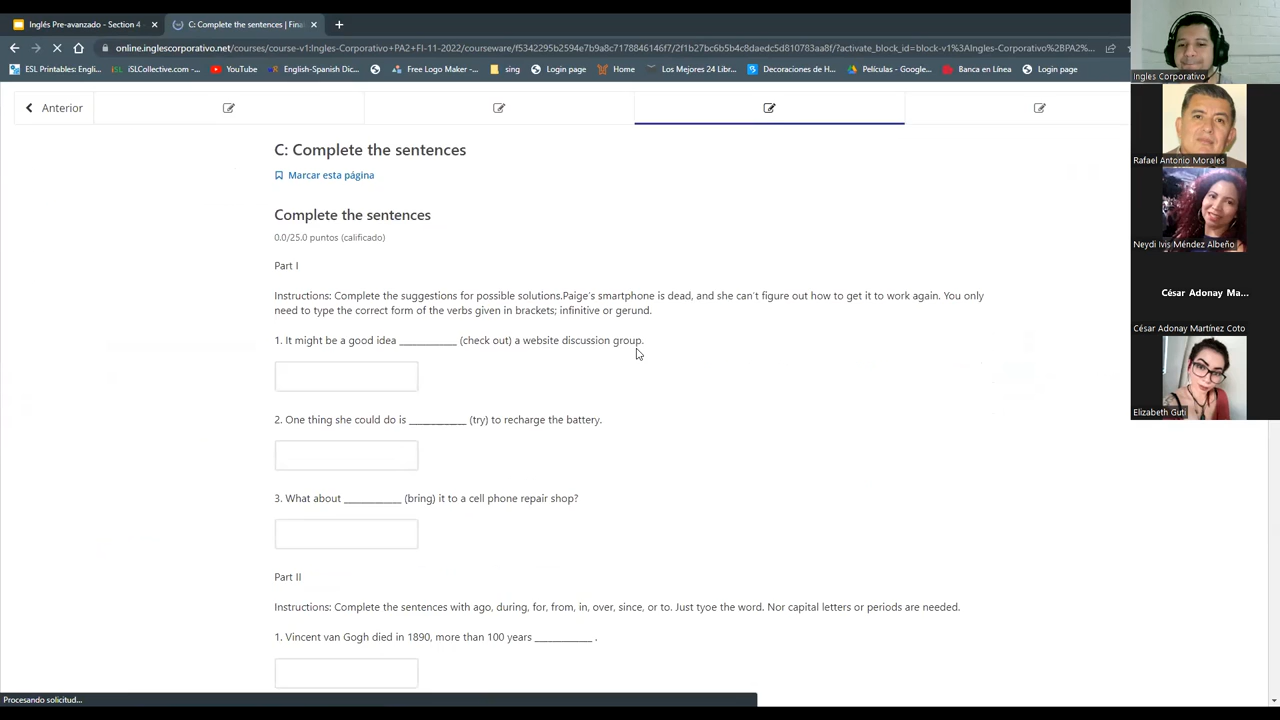 Inglés Pre-avanzado - Section 4
C: Complete the sentences | Fina
online.inglescorporativo.net/courses/course-v1:Ingles-Corporativo+PA2+FI-11-2022/courseware/f5342295b2594e7b9a8c7178846146f7/2f1b27bc6b5b4c8daedc5d810783aa8f/?activate_block_id=block-v1%3AIngles-Corporativo%2BPA2%...
ESL Printables: Engli...
iSLCollective.com -...
YouTube
English-Spanish Dic...
Free Logo Maker -...
sing
Login page
Home
Los Mejores 24 Libr...
Decoraciones de H...
Películas - Google...
Banca en Línea
Login page
Anterior
C: Complete the sentences
Marcar esta página
Complete the sentences
0.0/25.0 puntos (calificado)
Part I
Instructions: Complete the suggestions for possible solutions.Paige's smartphone is dead, and she can't figure out how to get it to work again. You only
need to type the correct form of the verbs given in brackets; infinitive or gerund.
1. It might be a good idea ____________ (check out) a website discussion group.
2. One thing she could do is ____________ (try) to recharge the battery.
3. What about ____________ (bring) it to a cell phone repair shop?
Part II
Instructions: Complete the sentences with ago, during, for, from, in, over, since, or to. Just tyoe the word. Nor capital letters or periods are needed.
1. Vincent van Gogh died in 1890, more than 100 years ____________ .
Procesando solicitud...
Ingles Corporativo
Rafael Antonio Morales
Neydi Ivis Méndez Albeño
César Adonay Ma...
César Adonay Martínez Coto
Elizabeth Guti